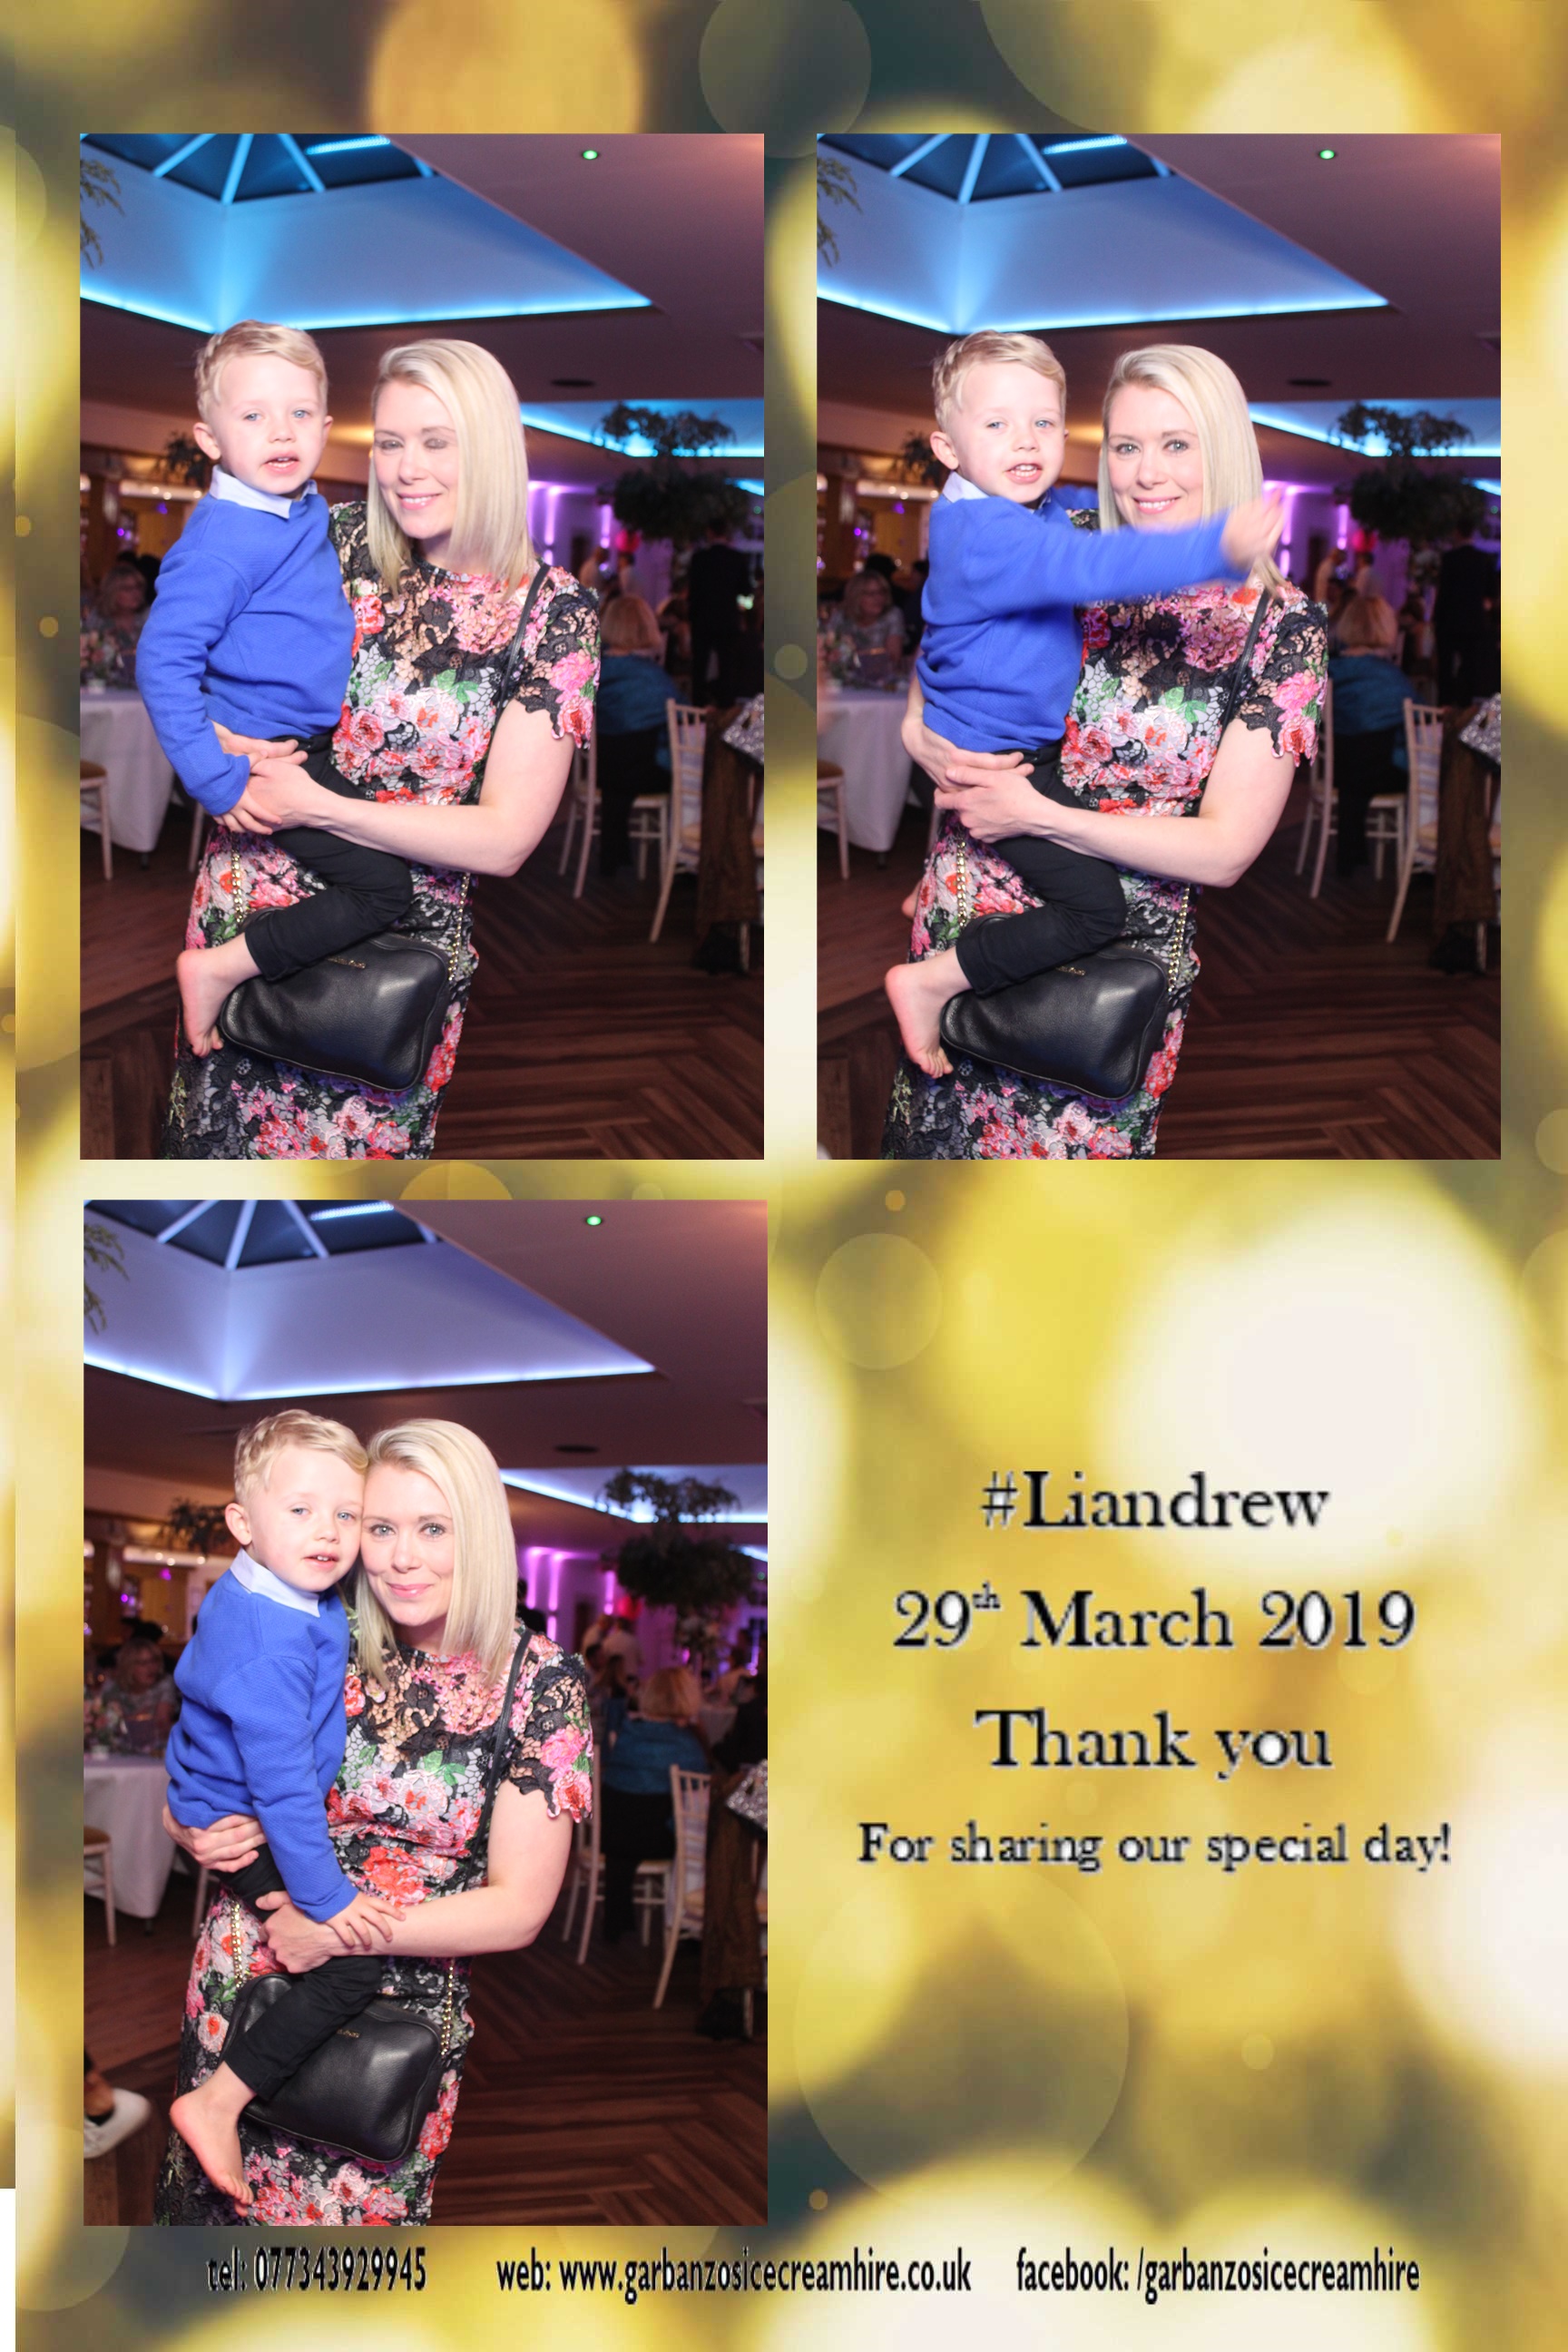 #Liandrew
29th March 2019
Thank you
For sharing our special day!
tel: 077343929945 web: www.garbanzosicecreamhire.co.uk facebook: /garbanzosicecreamhire